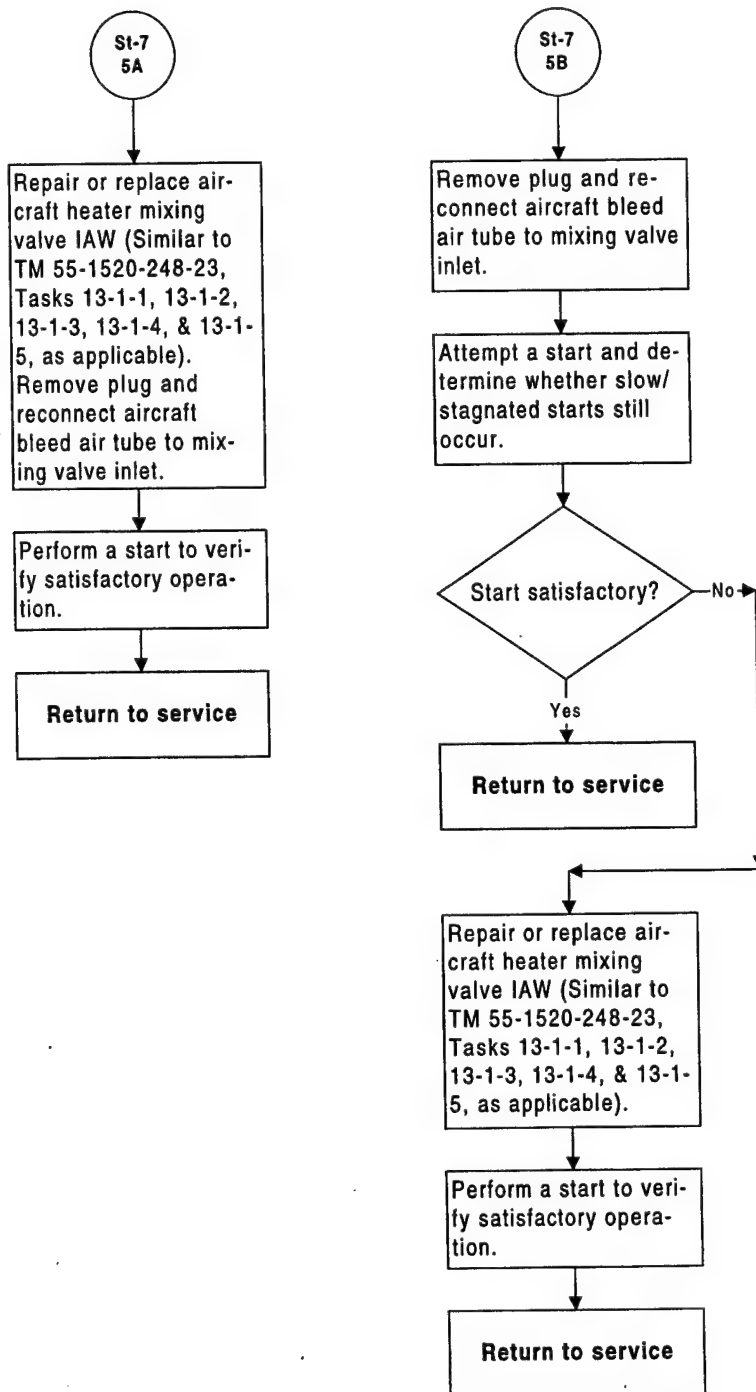 St-7
5A
Repair or replace air-
craft heater mixing
valve IAW (Similar to
TM 55-1520-248-23,
Tasks 13-1-1, 13-1-2,
13-1-3, 13-1-4, & 13-1-
5, as applicable).
Remove plug and
reconnect aircraft
bleed air tube to mix-
ing valve inlet.
Perform a start to veri-
fy satisfactory opera-
tion.
Return to service
St-7
5B
Remove plug and re-
connect aircraft bleed
air tube to mixing valve
inlet.
Attempt a start and de-
termine whether slow/
stagnated starts still
occur.
Start satisfactory?
No
Yes
Return to service
Repair or replace air-
craft heater mixing
valve IAW (Similar to
TM 55-1520-248-23,
Tasks 13-1-1, 13-1-2,
13-1-3, 13-1-4, & 13-1-
5, as applicable).
Perform a start to veri-
fy satisfactory opera-
tion.
Return to service